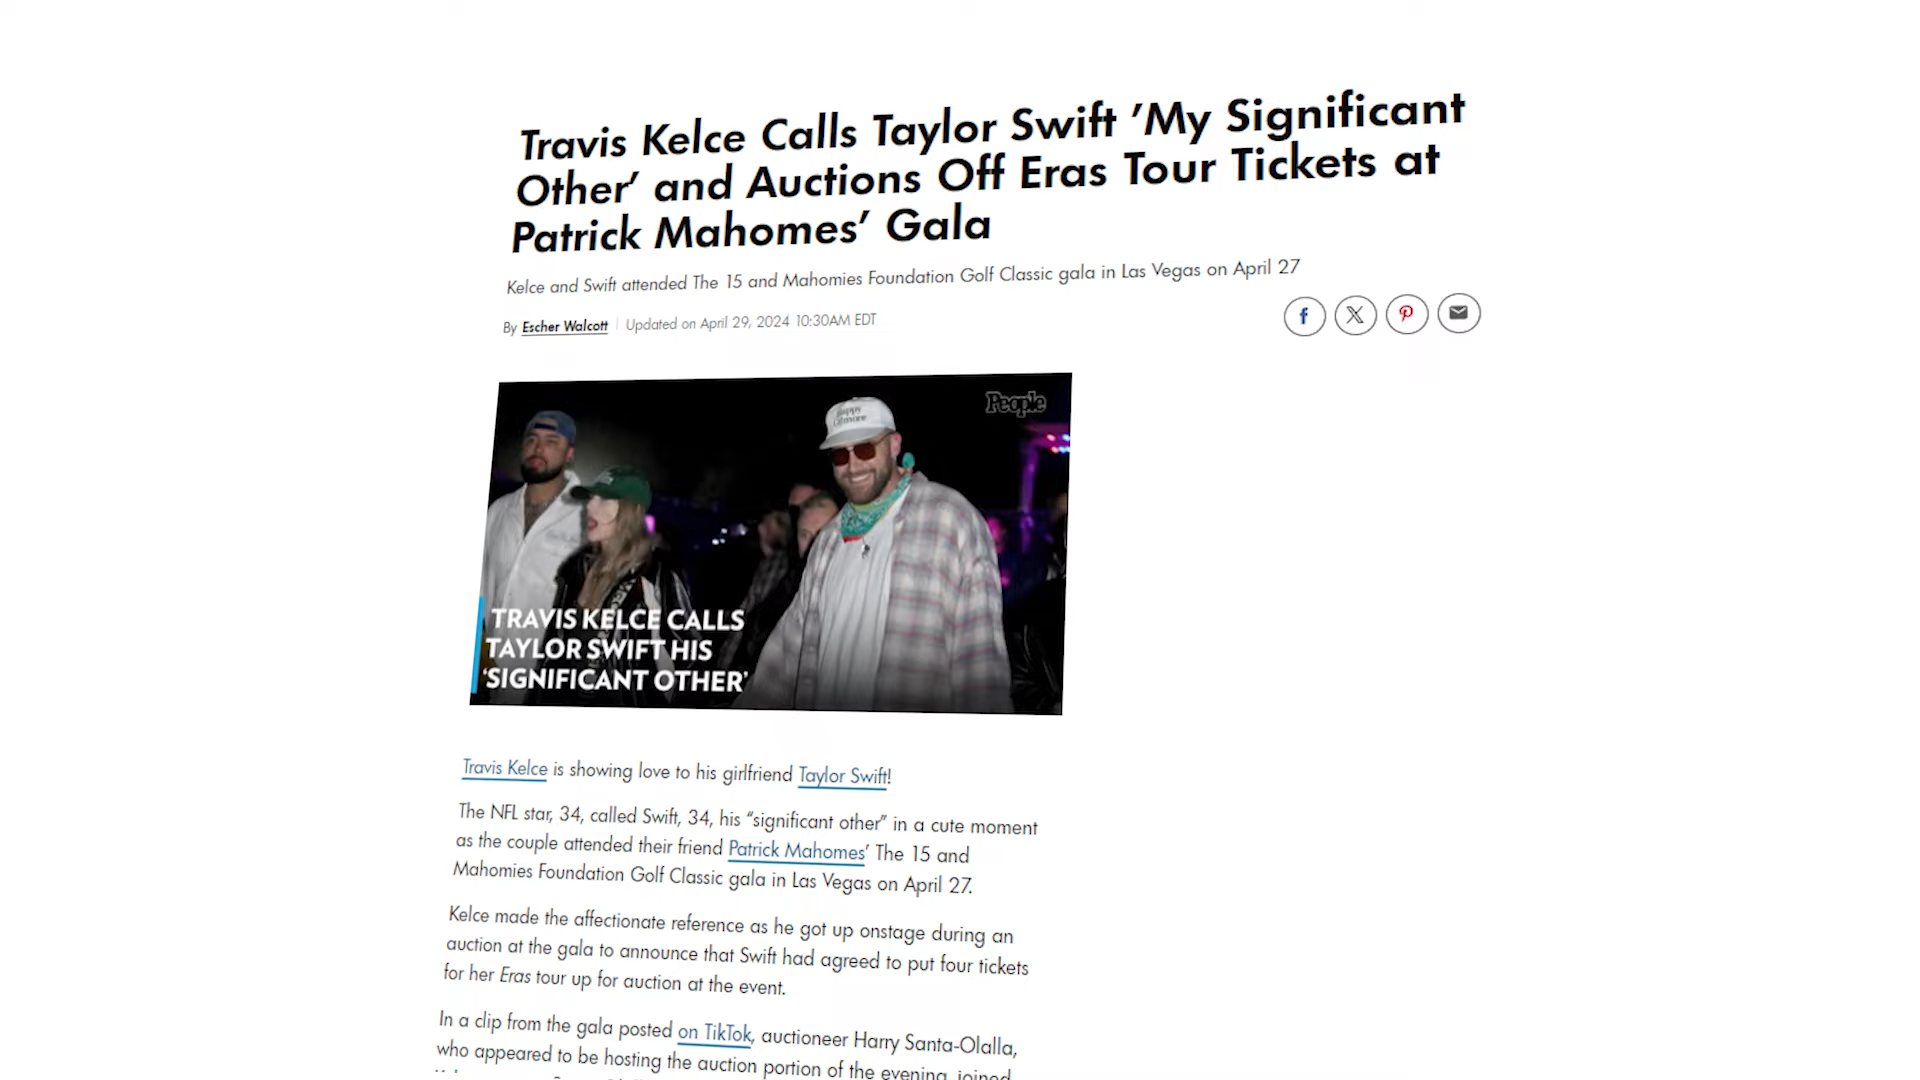 Travis Kelce Calls Taylor Swift ’My Significant
Other’ and Auctions Off Eras Tour Tickets at
Patrick Mahomes’ Gala
Kelce and Swift attended The 15 and Mahomies Foundation Golf Classic gala in Las Vegas on April 27
By Escher Walcott | Updated on April 29, 2024 10:30AM EDT
People
Happy
Gilmore
TRAVIS KELCE CALLS
TAYLOR SWIFT HIS
‘SIGNIFICANT OTHER’
Travis Kelce is showing love to his girlfriend Taylor Swift!
The NFL star, 34, called Swift, 34, his “significant other” in a cute moment
as the couple attended their friend Patrick Mahomes’ The 15 and
Mahomies Foundation Golf Classic gala in Las Vegas on April 27.
Kelce made the affectionate reference as he got up onstage during an
auction at the gala to announce that Swift had agreed to put four tickets
for her Eras tour up for auction at the event.
In a clip from the gala posted on TikTok, auctioneer Harry Santa-Olalla,
who appeared to be hosting the auction portion of the evening, joined